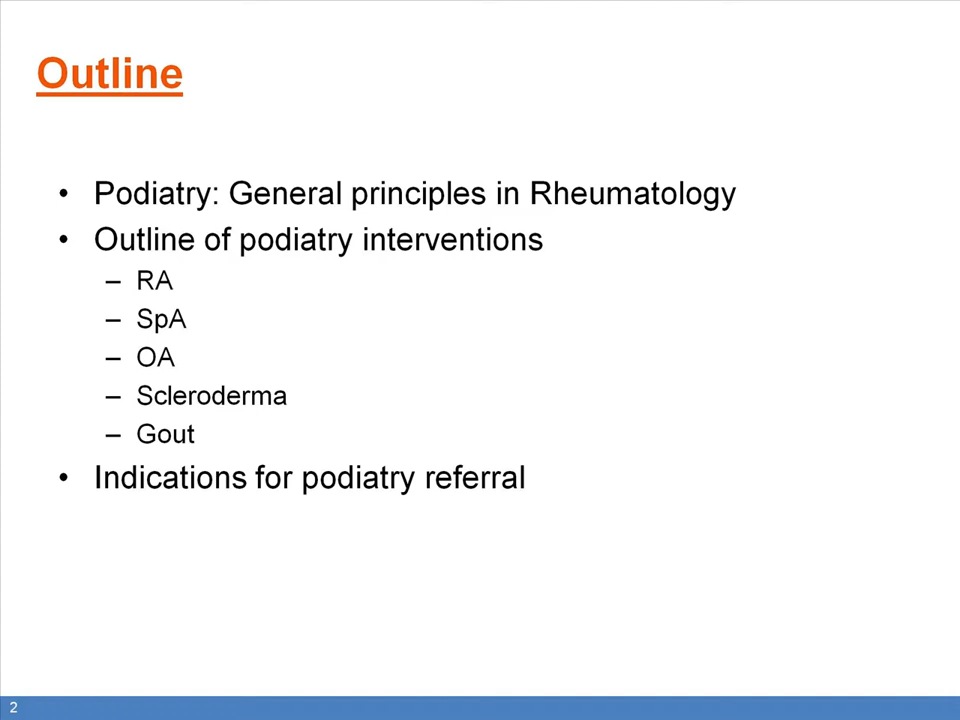 Outline
• Podiatry: General principles in Rheumatology
• Outline of podiatry interventions
– RA
– SpA
– OA
– Scleroderma
– Gout
• Indications for podiatry referral
2